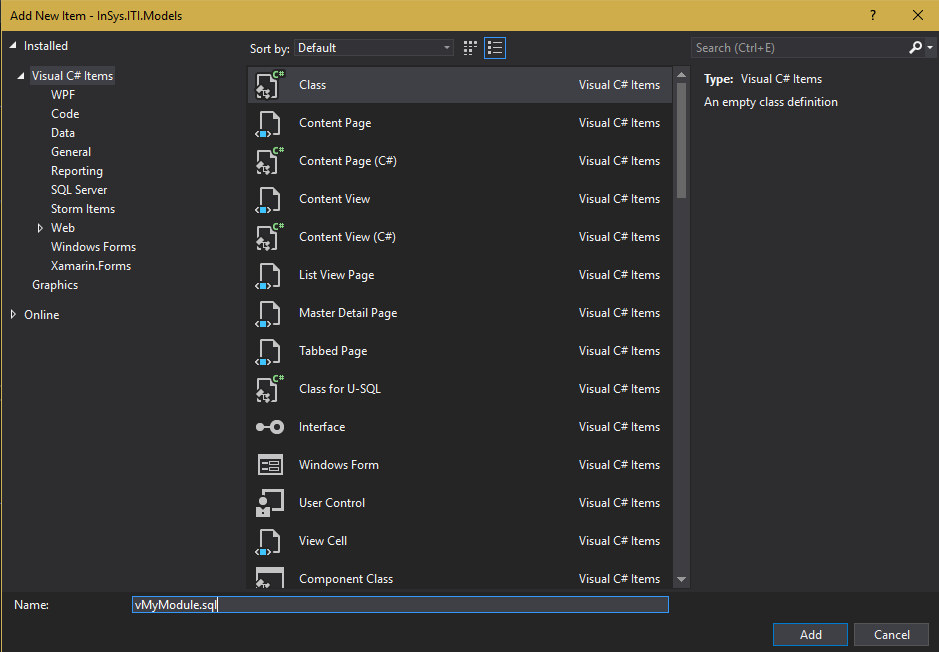 Add New Item - InSys.ITI.Models ?
Installed
Sort by: Default
Search (Ctrl+E)
Visual C# Items
WPF
Code
Data
General
Reporting
SQL Server
Storm Items
Web
Windows Forms
Xamarin.Forms
Graphics
Online
C# Class Visual C# Items
Content Page Visual C# Items
C# Content Page (C#) Visual C# Items
Content View Visual C# Items
C# Content View (C#) Visual C# Items
List View Page Visual C# Items
Master Detail Page Visual C# Items
Tabbed Page Visual C# Items
C# Class for U-SQL Visual C# Items
Interface Visual C# Items
Windows Form Visual C# Items
User Control Visual C# Items
View Cell Visual C# Items
Component Class Visual C# Items
Type: Visual C# Items
An empty class definition
Name: vMyModule.sql
Add Cancel